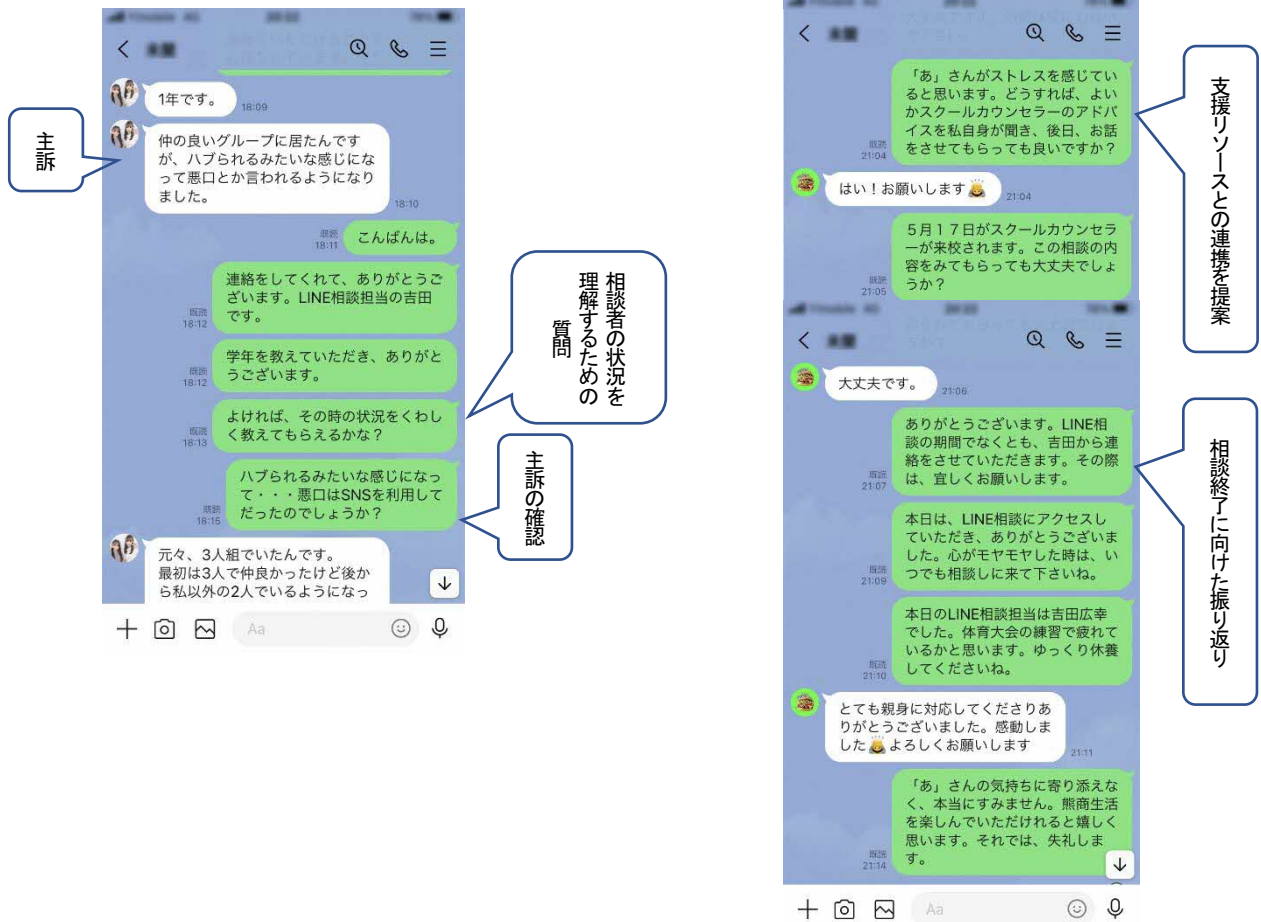 主訴
1年です。
18:09
仲の良いグループに居たんです
が、ハブられるみたいな感じにな
って悪口とか言われるようになり
ました。
18:10
こんばんは。
既読
18:11
連絡をしてくれて、ありがとうご
ざいます。LINE相談担当の吉田
です。
既読
18:12
学年を教えていただき、ありがと
うございます。
既読
18:12
よければ、その時の状況をくわし
く教えてもらえるかな?
既読
18:13
ハブられるみたいな感じになっ
て・・・悪口はSNSを利用して
だったのでしょうか?
既読
18:15
元々、3人組でいたんです。
最初は3人で仲良かったけど後か
ら私以外の2人でいるようになっ
Aa
相談者の状況を
理解するための
質問
主訴の確認
「あ」さんがストレスを感じてい
ると思います。どうすれば、よい
かスクールカウンセラーのアドバ
イスを私自身が聞き、後日、お話
をさせてもらっても良いですか?
既読
21:04
はい!お願いします🙇
21:04
5月17日がスクールカウンセラ
ーが来校されます。この相談の内
容をみてもらっても大丈夫でしょ
うか?
既読
21:05
大丈夫です。
21:06
ありがとうございます。LINE相
談の期間でなくとも、吉田から連
絡をさせていただきます。その際
は、宜しくお願いします。
既読
21:07
本日は、LINE相談にアクセスし
ていただき、ありがとうございま
した。心がモヤモヤした時は、い
つでも相談しに来て下さいね。
既読
21:09
本日のLINE相談担当は吉田広幸
でした。体育大会の練習で疲れて
いるかと思います。ゆっくり休養
してくださいね。
既読
21:10
とても親身に対応してくださりあ
りがとうございました。感動しま
した🙇よろしくお願いします
21:11
「あ」さんの気持ちに寄り添えな
く、本当にすみません。熊商生活
を楽しんでいただけれると嬉しく
思います。それでは、失礼しま
す。
既読
21:14
Aa
支援リソースとの連携を提案
相談終了に向けた振り返り